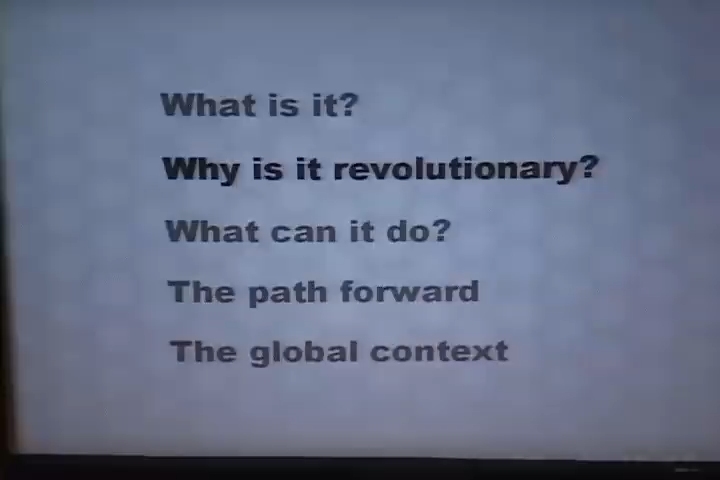 What is it?
Why is it revolutionary?
What can it do?
The path forward
The global context